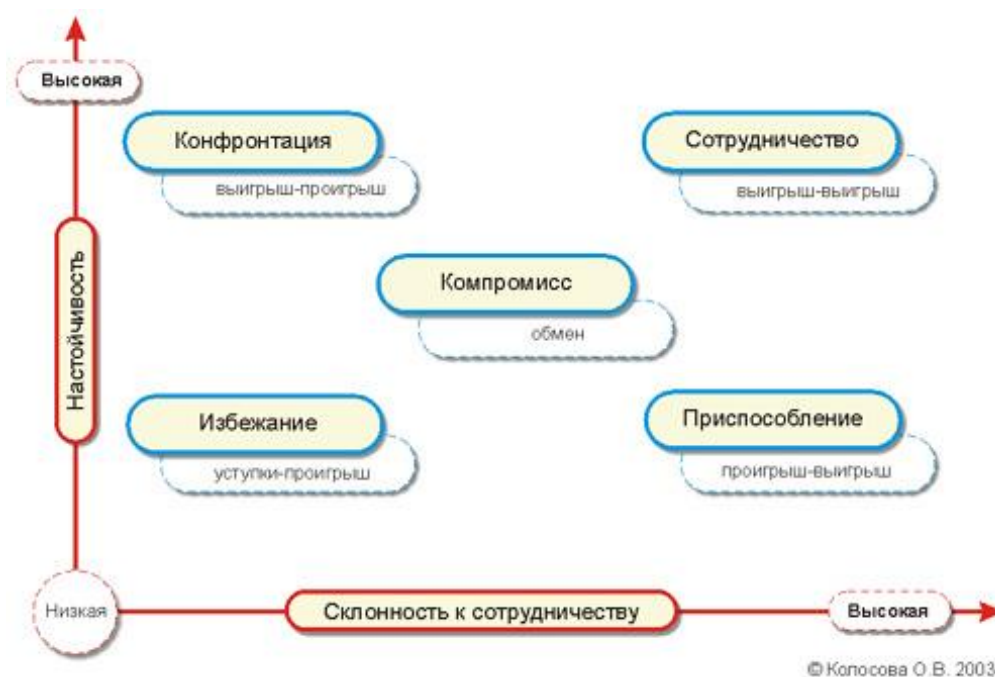 Высокая
Конфронтация
выигрыш-проигрыш
Сотрудничество
выигрыш-выигрыш
Настойчивость
Компромисс
обмен
Избежание
уступки-проигрыш
Приспособление
проигрыш-выигрыш
Низкая
Склонность к сотрудничеству
Высокая
© Колосова О.В. 2003